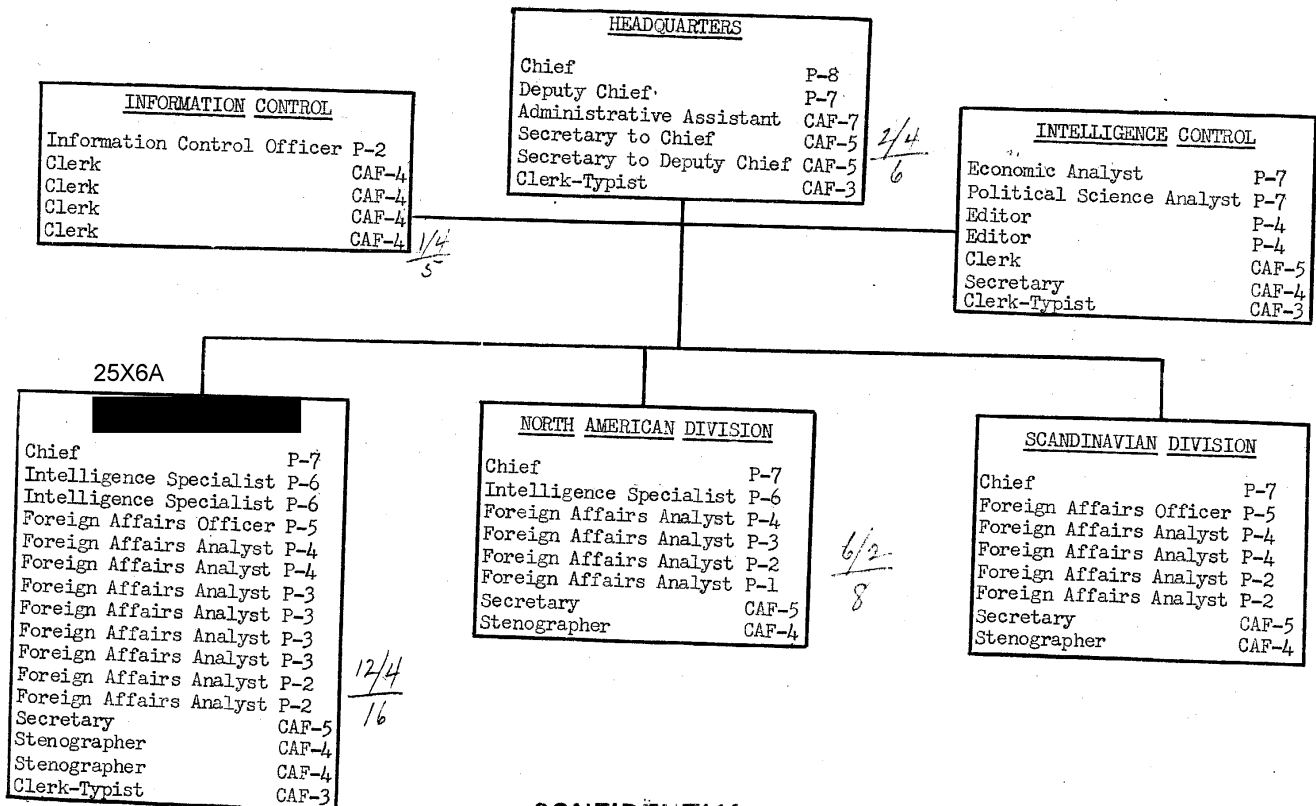 HEADQUARTERS
Chief P-8
Deputy Chief P-7
Administrative Assistant CAF-7
Secretary to Chief CAF-5
Secretary to Deputy Chief CAF-5
Clerk-Typist CAF-3
2/4
6
INFORMATION CONTROL
Information Control Officer P-2
Clerk CAF-4
Clerk CAF-4
Clerk CAF-4
Clerk CAF-4
1/4
5
INTELLIGENCE CONTROL
Economic Analyst P-7
Political Science Analyst P-7
Editor P-4
Editor P-4
Clerk CAF-5
Secretary CAF-4
Clerk-Typist CAF-3
25X6A
Chief P-7
Intelligence Specialist P-6
Intelligence Specialist P-6
Foreign Affairs Officer P-5
Foreign Affairs Analyst P-4
Foreign Affairs Analyst P-4
Foreign Affairs Analyst P-3
Foreign Affairs Analyst P-3
Foreign Affairs Analyst P-3
Foreign Affairs Analyst P-3
Foreign Affairs Analyst P-2
Foreign Affairs Analyst P-2
Secretary CAF-5
Stenographer CAF-4
Stenographer CAF-4
Clerk-Typist CAF-3
12/4
16
NORTH AMERICAN DIVISION
Chief P-7
Intelligence Specialist P-6
Foreign Affairs Analyst P-4
Foreign Affairs Analyst P-3
Foreign Affairs Analyst P-2
Foreign Affairs Analyst P-1
Secretary CAF-5
Stenographer CAF-4
6/2
8
SCANDINAVIAN DIVISION
Chief P-7
Foreign Affairs Officer P-5
Foreign Affairs Analyst P-4
Foreign Affairs Analyst P-4
Foreign Affairs Analyst P-2
Foreign Affairs Analyst P-2
Secretary CAF-5
Stenographer CAF-4